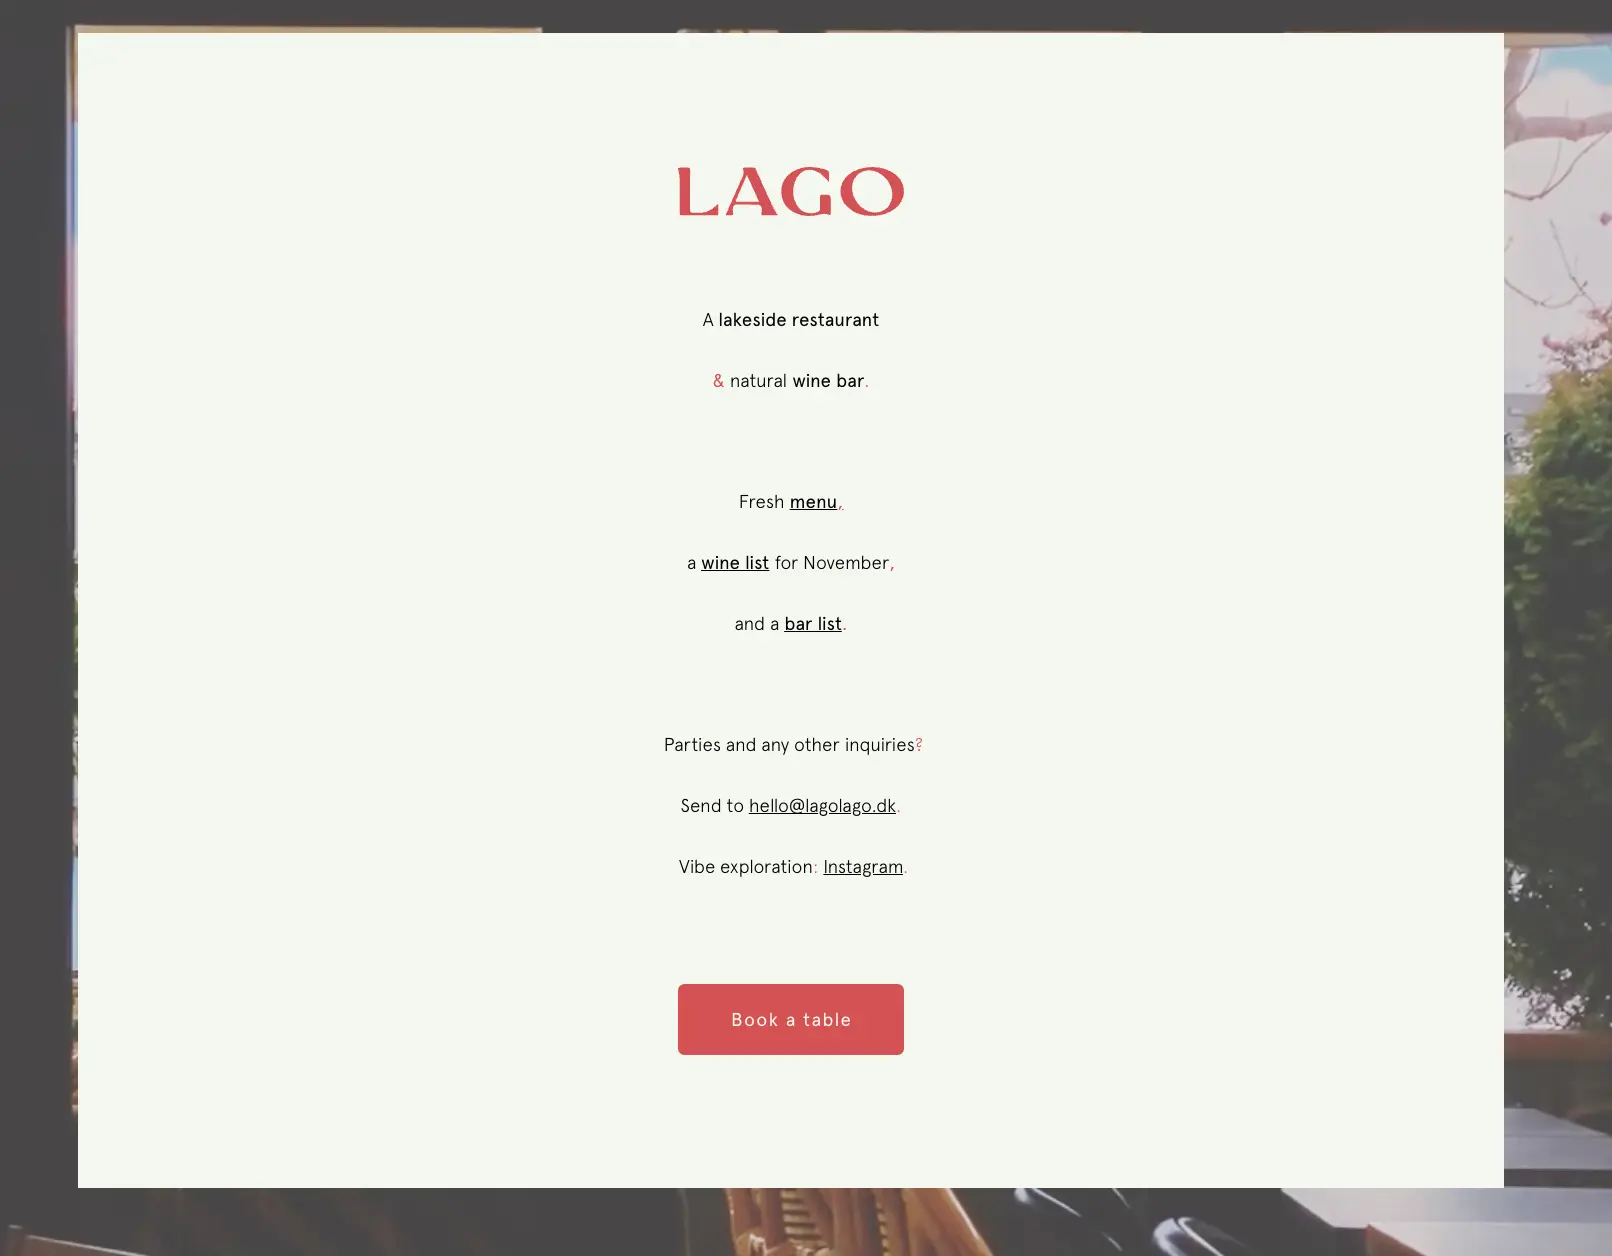 LAGO
A lakeside restaurant
& natural wine bar.
Fresh menu,
a wine list for November,
and a bar list.
Parties and any other inquiries?
Send to hello@lagolago.dk.
Vibe exploration: Instagram.
Book a table